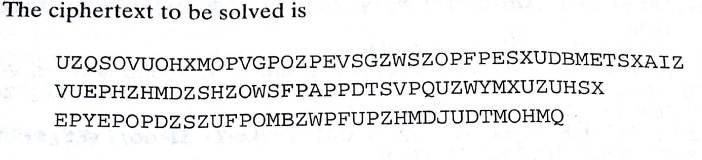 The ciphertext to be solved is
UZQSOVUOHXMOPVGPOZPEVSGZWSZOPFPESXUDBMETSXAIZ
VUEPHZHMDZSHZOWSFPAPPDTSVPQUZWYMXUZUHSX
EPYEPOPDZSZUFPOMBZWPFUPZHMDJUDTMOHMQ